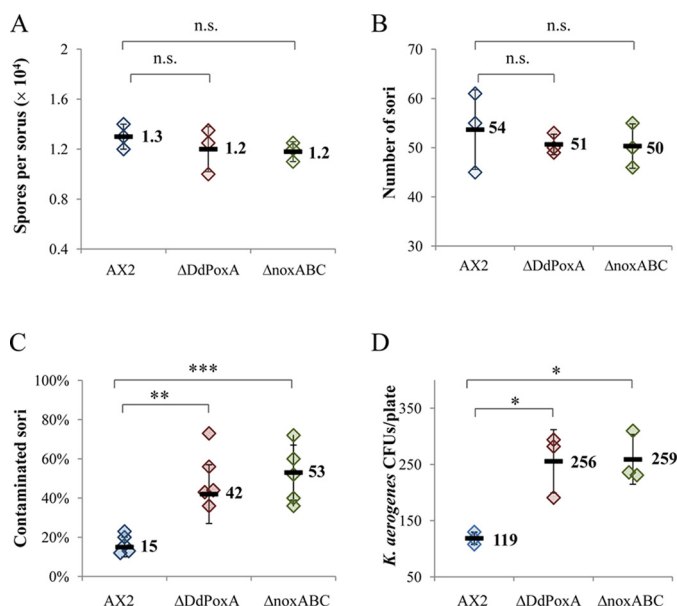 A
n.s.
n.s.
Spores per sorus (× 10⁴)
2
1.6
1.2
0.8
0.4
1.3
1.2
1.2
AX2 ΔDdPoxA ΔnoxABC
B
n.s.
n.s.
Number of sori
70
60
50
40
30
54
51
50
AX2 ΔDdPoxA ΔnoxABC
C
***
**
Contaminated sori
100%
80%
60%
40%
20%
0%
15
42
53
AX2 ΔDdPoxA ΔnoxABC
D
*
*
K. aerogenes CFUs/plate
350
250
150
50
119
256
259
AX2 ΔDdPoxA ΔnoxABC